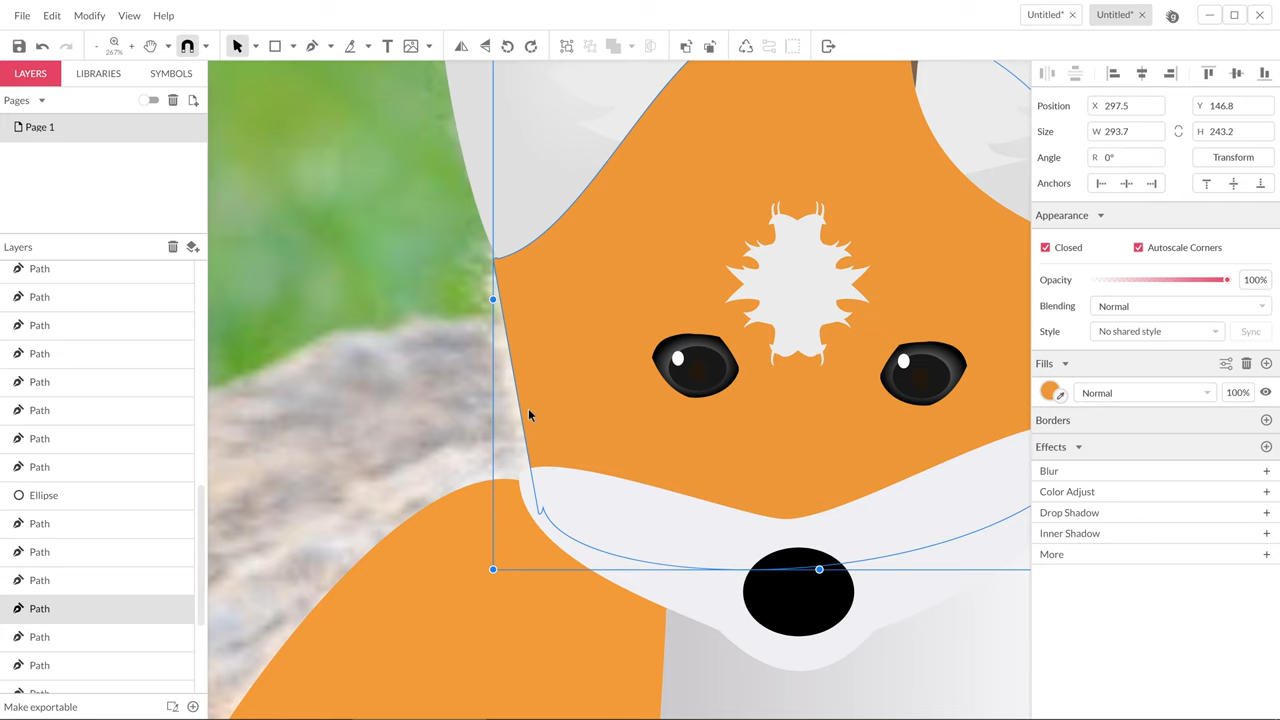 File Edit Modify View Help Untitled* Untitled*
267%
LAYERS LIBRARIES SYMBOLS
Pages
Page 1
Layers
Path
Path
Path
Path
Path
Path
Path
Path
Ellipse
Path
Path
Path
Path
Path
Path
Make exportable
Position X 297.5 Y 146.8
Size W 293.7 H 243.2
Angle R 0° Transform
Anchors
Appearance
Closed Autoscale Corners
Opacity 100%
Blending Normal
Style No shared style Sync
Fills
Normal 100%
Borders
Effects
Blur
Color Adjust
Drop Shadow
Inner Shadow
More